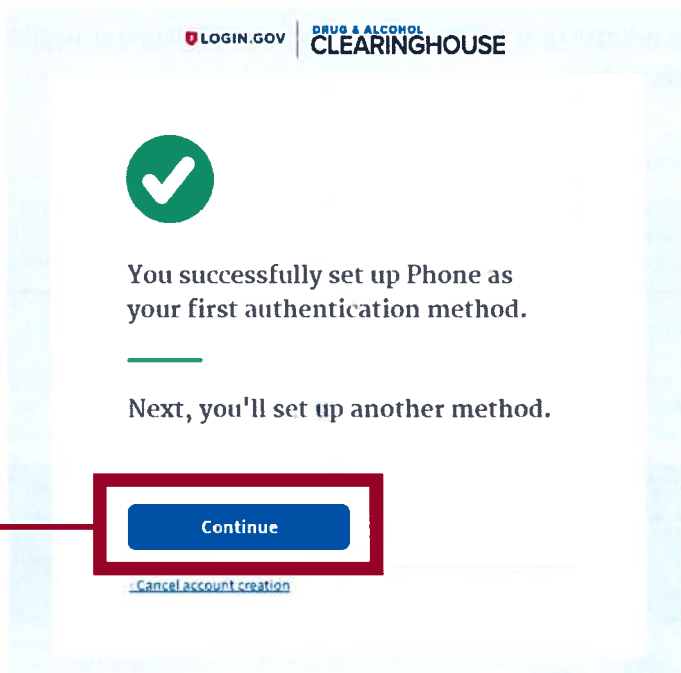 LOGIN.GOV
DRUG & ALCOHOL
CLEARINGHOUSE
You successfully set up Phone as
your first authentication method.
Next, you'll set up another method.
Continue
‹ Cancel account creation